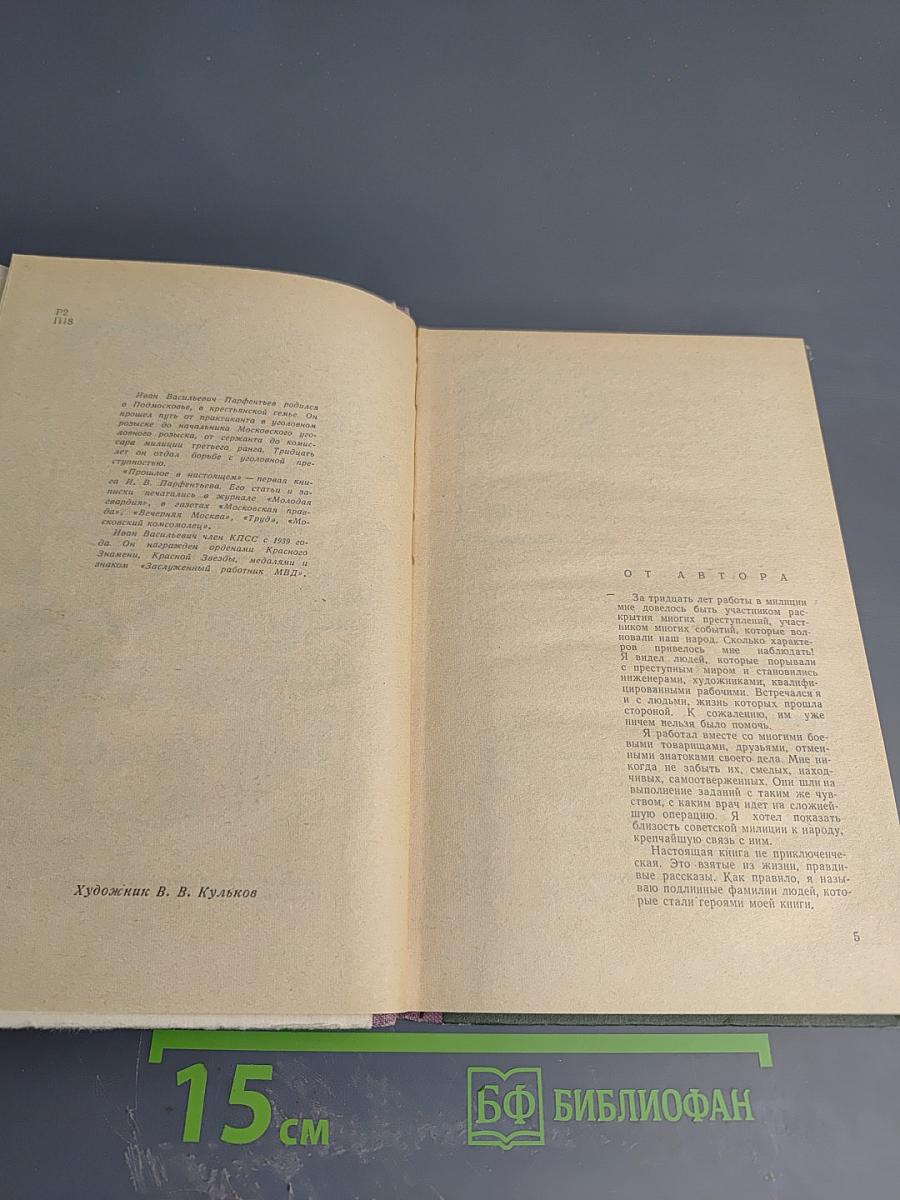 Р2
П18
Иван Васильевич Парфентьев родился
в Подмосковье, в крестьянской семье. Он
прошел путь от практиканта в уголовном
розыске до начальника Московского уго-
ловного розыска, от сержанта до комис-
сара милиции третьего ранга. Тридцать
лет он отдал борьбе с уголовной пре-
ступностью.
«Прошлое в настоящем» — первая кни-
га И. В. Парфентьева. Его статьи и за-
писки печатались в журнале «Молодая
гвардия», в газетах «Московская прав-
да», «Вечерняя Москва», «Труд», «Мо-
сковский комсомолец».
Иван Васильевич член КПСС с 1939 го-
да. Он награжден орденами Красного
Знамени, Красной Звезды, медалями и
знаком «Заслуженный работник МВД».
Художник В. В. Кульков
ОТ АВТОРА
За тридцать лет работы в милиции
мне довелось быть участником рас-
крытия многих преступлений, участ-
ником многих событий, которые вол-
новали наш народ. Сколько характе-
ров привелось мне наблюдать!
Я видел людей, которые порывали
с преступным миром и становились
инженерами, художниками, квалифи-
цированными рабочими. Встречался я
и с людьми, жизнь которых прошла
стороной. К сожалению, им уже
ничем нельзя было помочь.
Я работал вместе со многими бое-
выми товарищами, друзьями, отмен-
ными знатоками своего дела. Мне ни-
когда не забыть их, смелых, наход-
чивых, самоотверженных. Они шли на
выполнение заданий с таким же чув-
ством, с каким врач идет на сложней-
шую операцию. Я хотел показать
близость советской милиции к народу,
крепчайшую связь с ним.
Настоящая книга не приключенче-
ская. Это взятые из жизни, правди-
вые рассказы. Как правило, я назы-
ваю подлинные фамилии людей, кото-
рые стали героями моей книги.
5
15 см
БФ БИБЛИОФАН